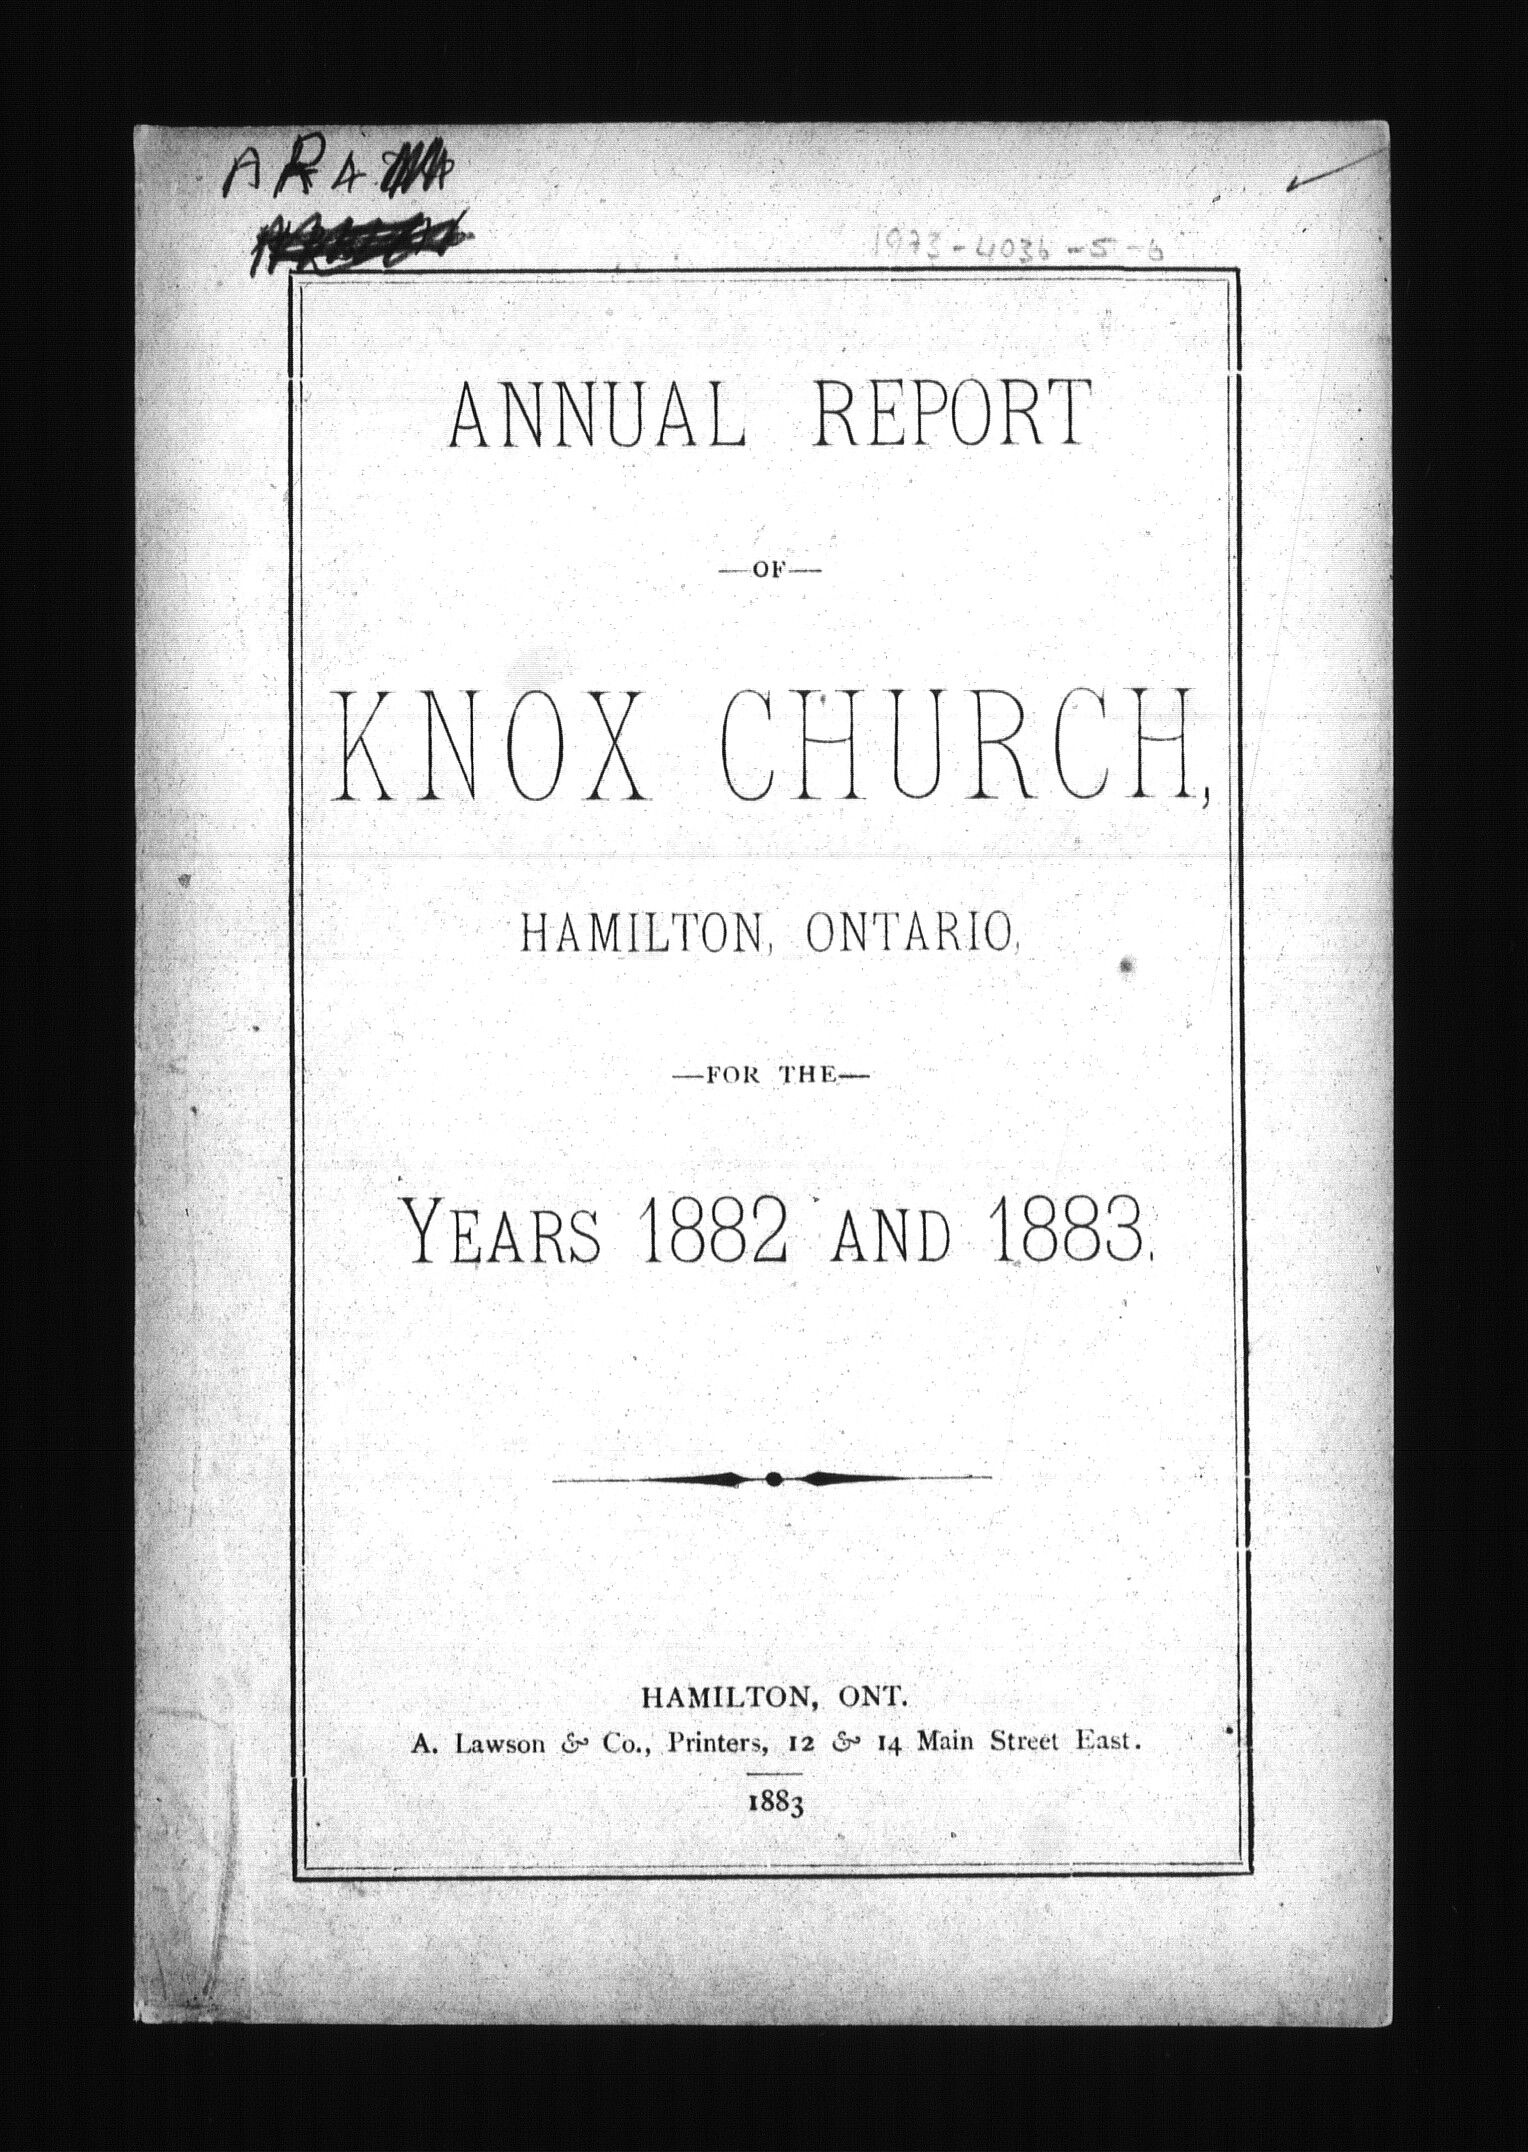 AR4
1973-4036-5-6
ANNUAL REPORT
—OF—
KNOX CHURCH,
HAMILTON, ONTARIO,
—FOR THE—
YEARS 1882 AND 1883.
HAMILTON, ONT.
A. Lawson & Co., Printers, 12 & 14 Main Street East.
1883